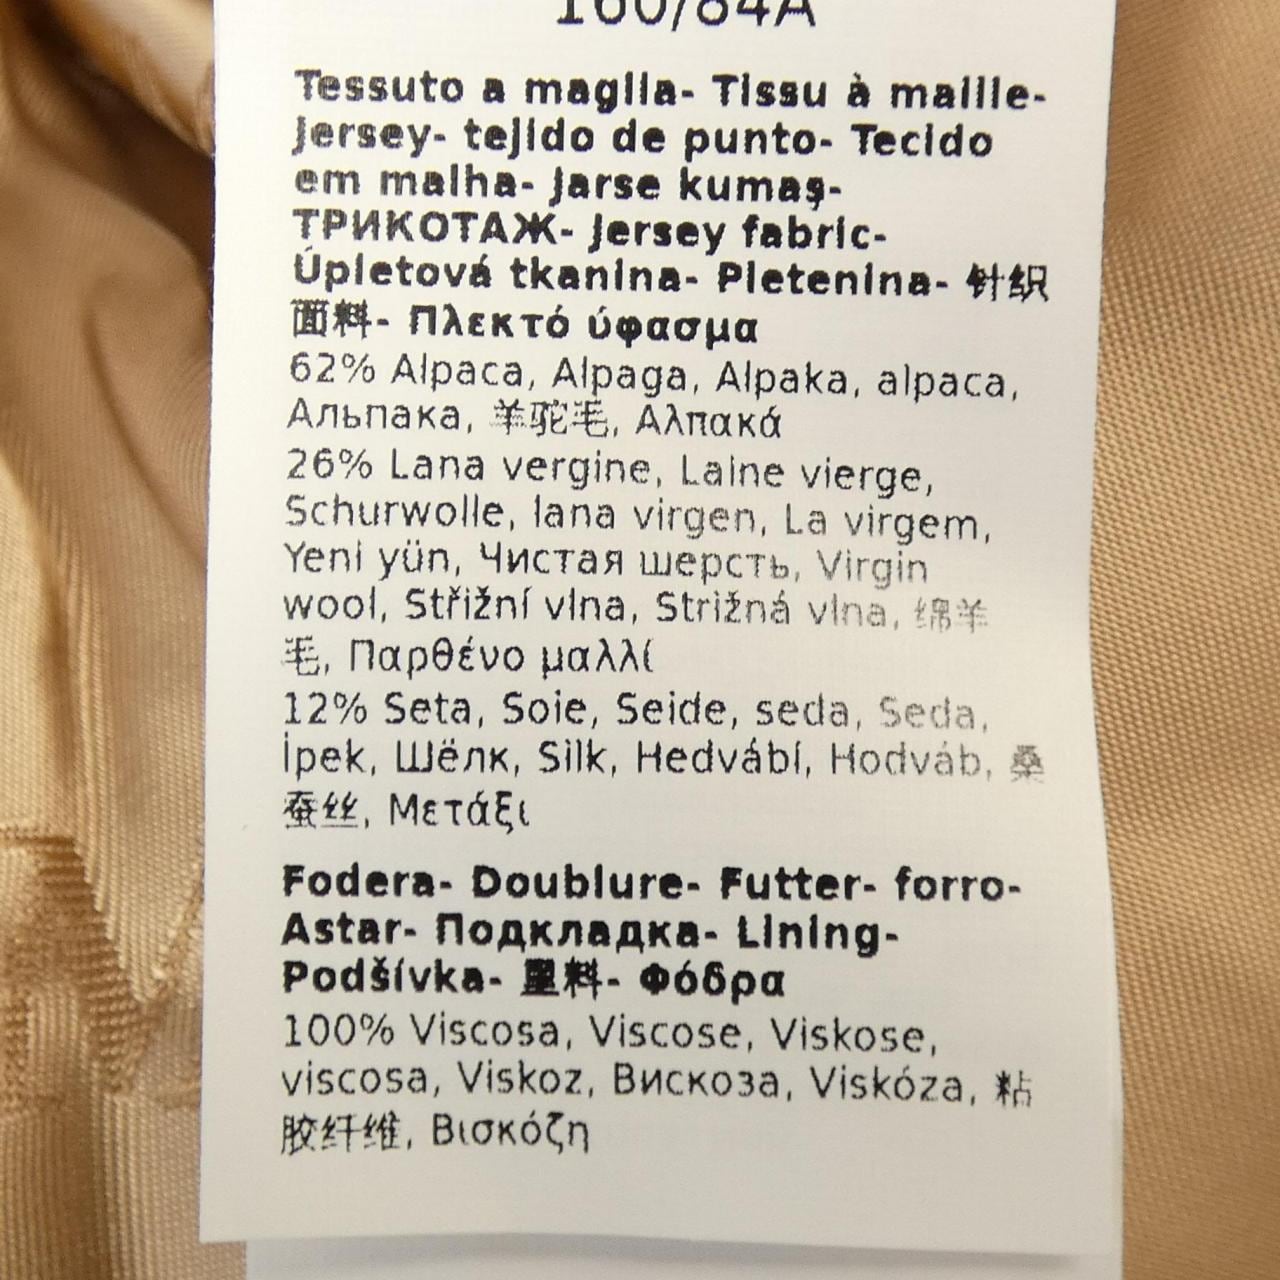 160/84A
Tessuto a maglia- Tissu à maille-
Jersey- tejido de punto- Tecido
em malha- Jarse kumaş-
ТРИКОТАЖ- Jersey fabric-
Úpletová tkanina- Pletenina- 针织
面料- Πλεκτό ύφασμα
62% Alpaca, Alpaga, Alpaka, alpaca,
Альпака, 羊驼毛, Αλπακά
26% Lana vergine, Laine vierge,
Schurwolle, lana virgen, La virgem,
Yeni yün, Чистая шерсть, Virgin
wool, Střižní vlna, Strižná vlna, 绵羊
毛, Παρθένο μαλλί
12% Seta, Soie, Seide, seda, Seda,
İpek, Шёлк, Silk, Hedvábí, Hodváb, 桑
蚕丝, Μετάξι
Fodera- Doublure- Futter- forro-
Astar- Подкладка- Lining-
Podšívka- 里料- Φόδρα
100% Viscosa, Viscose, Viskose,
viscosa, Viskoz, Вискоза, Viskóza, 粘
胶纤维, Βισκόζη